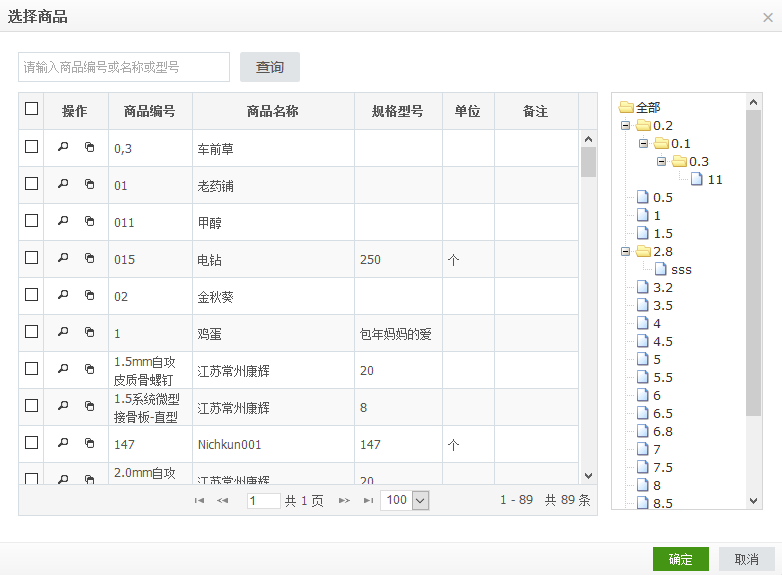 选择商品
请输入商品编号或名称或型号 查询
操作 商品编号 商品名称 规格型号 单位 备注
0,3 车前草
01 老药铺
011 甲醇
015 电钻 250 个
02 金秋葵
1 鸡蛋 包年妈妈的爱
1.5mm自攻
皮质骨螺钉 江苏常州康辉 20
1.5系统微型
接骨板-直型 江苏常州康辉 8
147 Nichkun001 147 个
2.0mm自攻
江苏常州康辉 20
1 共 1 页 100 1 - 89 共 89 条
全部
0.2
0.1
0.3
11
0.5
1
1.5
2.8
sss
3.2
3.5
4
4.5
5
5.5
6
6.5
6.8
7
7.5
8
8.5
确定 取消